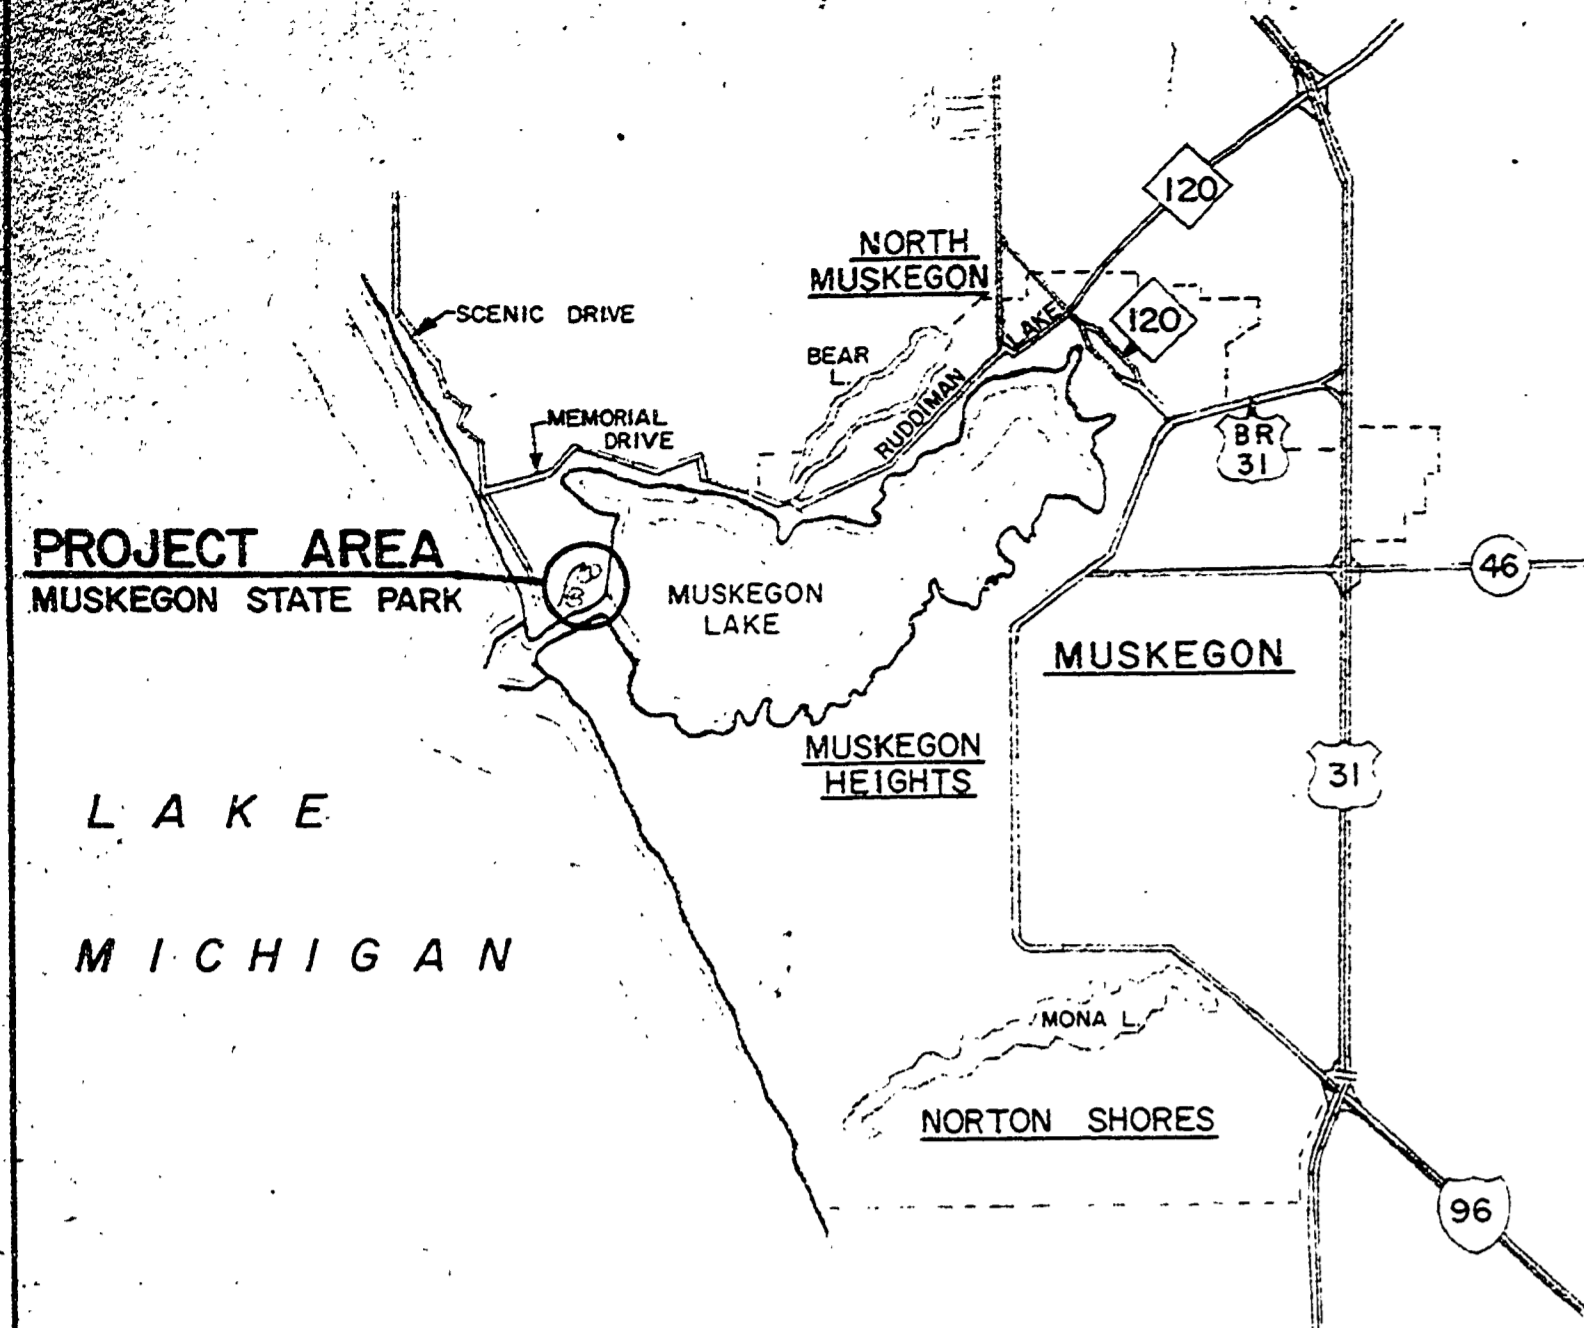 120
NORTH
MUSKEGON
SCENIC DRIVE
120
LAKE
BEAR
L.
RUDDIMAN
MEMORIAL
DRIVE
BR
31
PROJECT AREA
MUSKEGON STATE PARK
46
MUSKEGON
LAKE
MUSKEGON
MUSKEGON
HEIGHTS
31
LAKE
MICHIGAN
MONA L.
NORTON SHORES
96